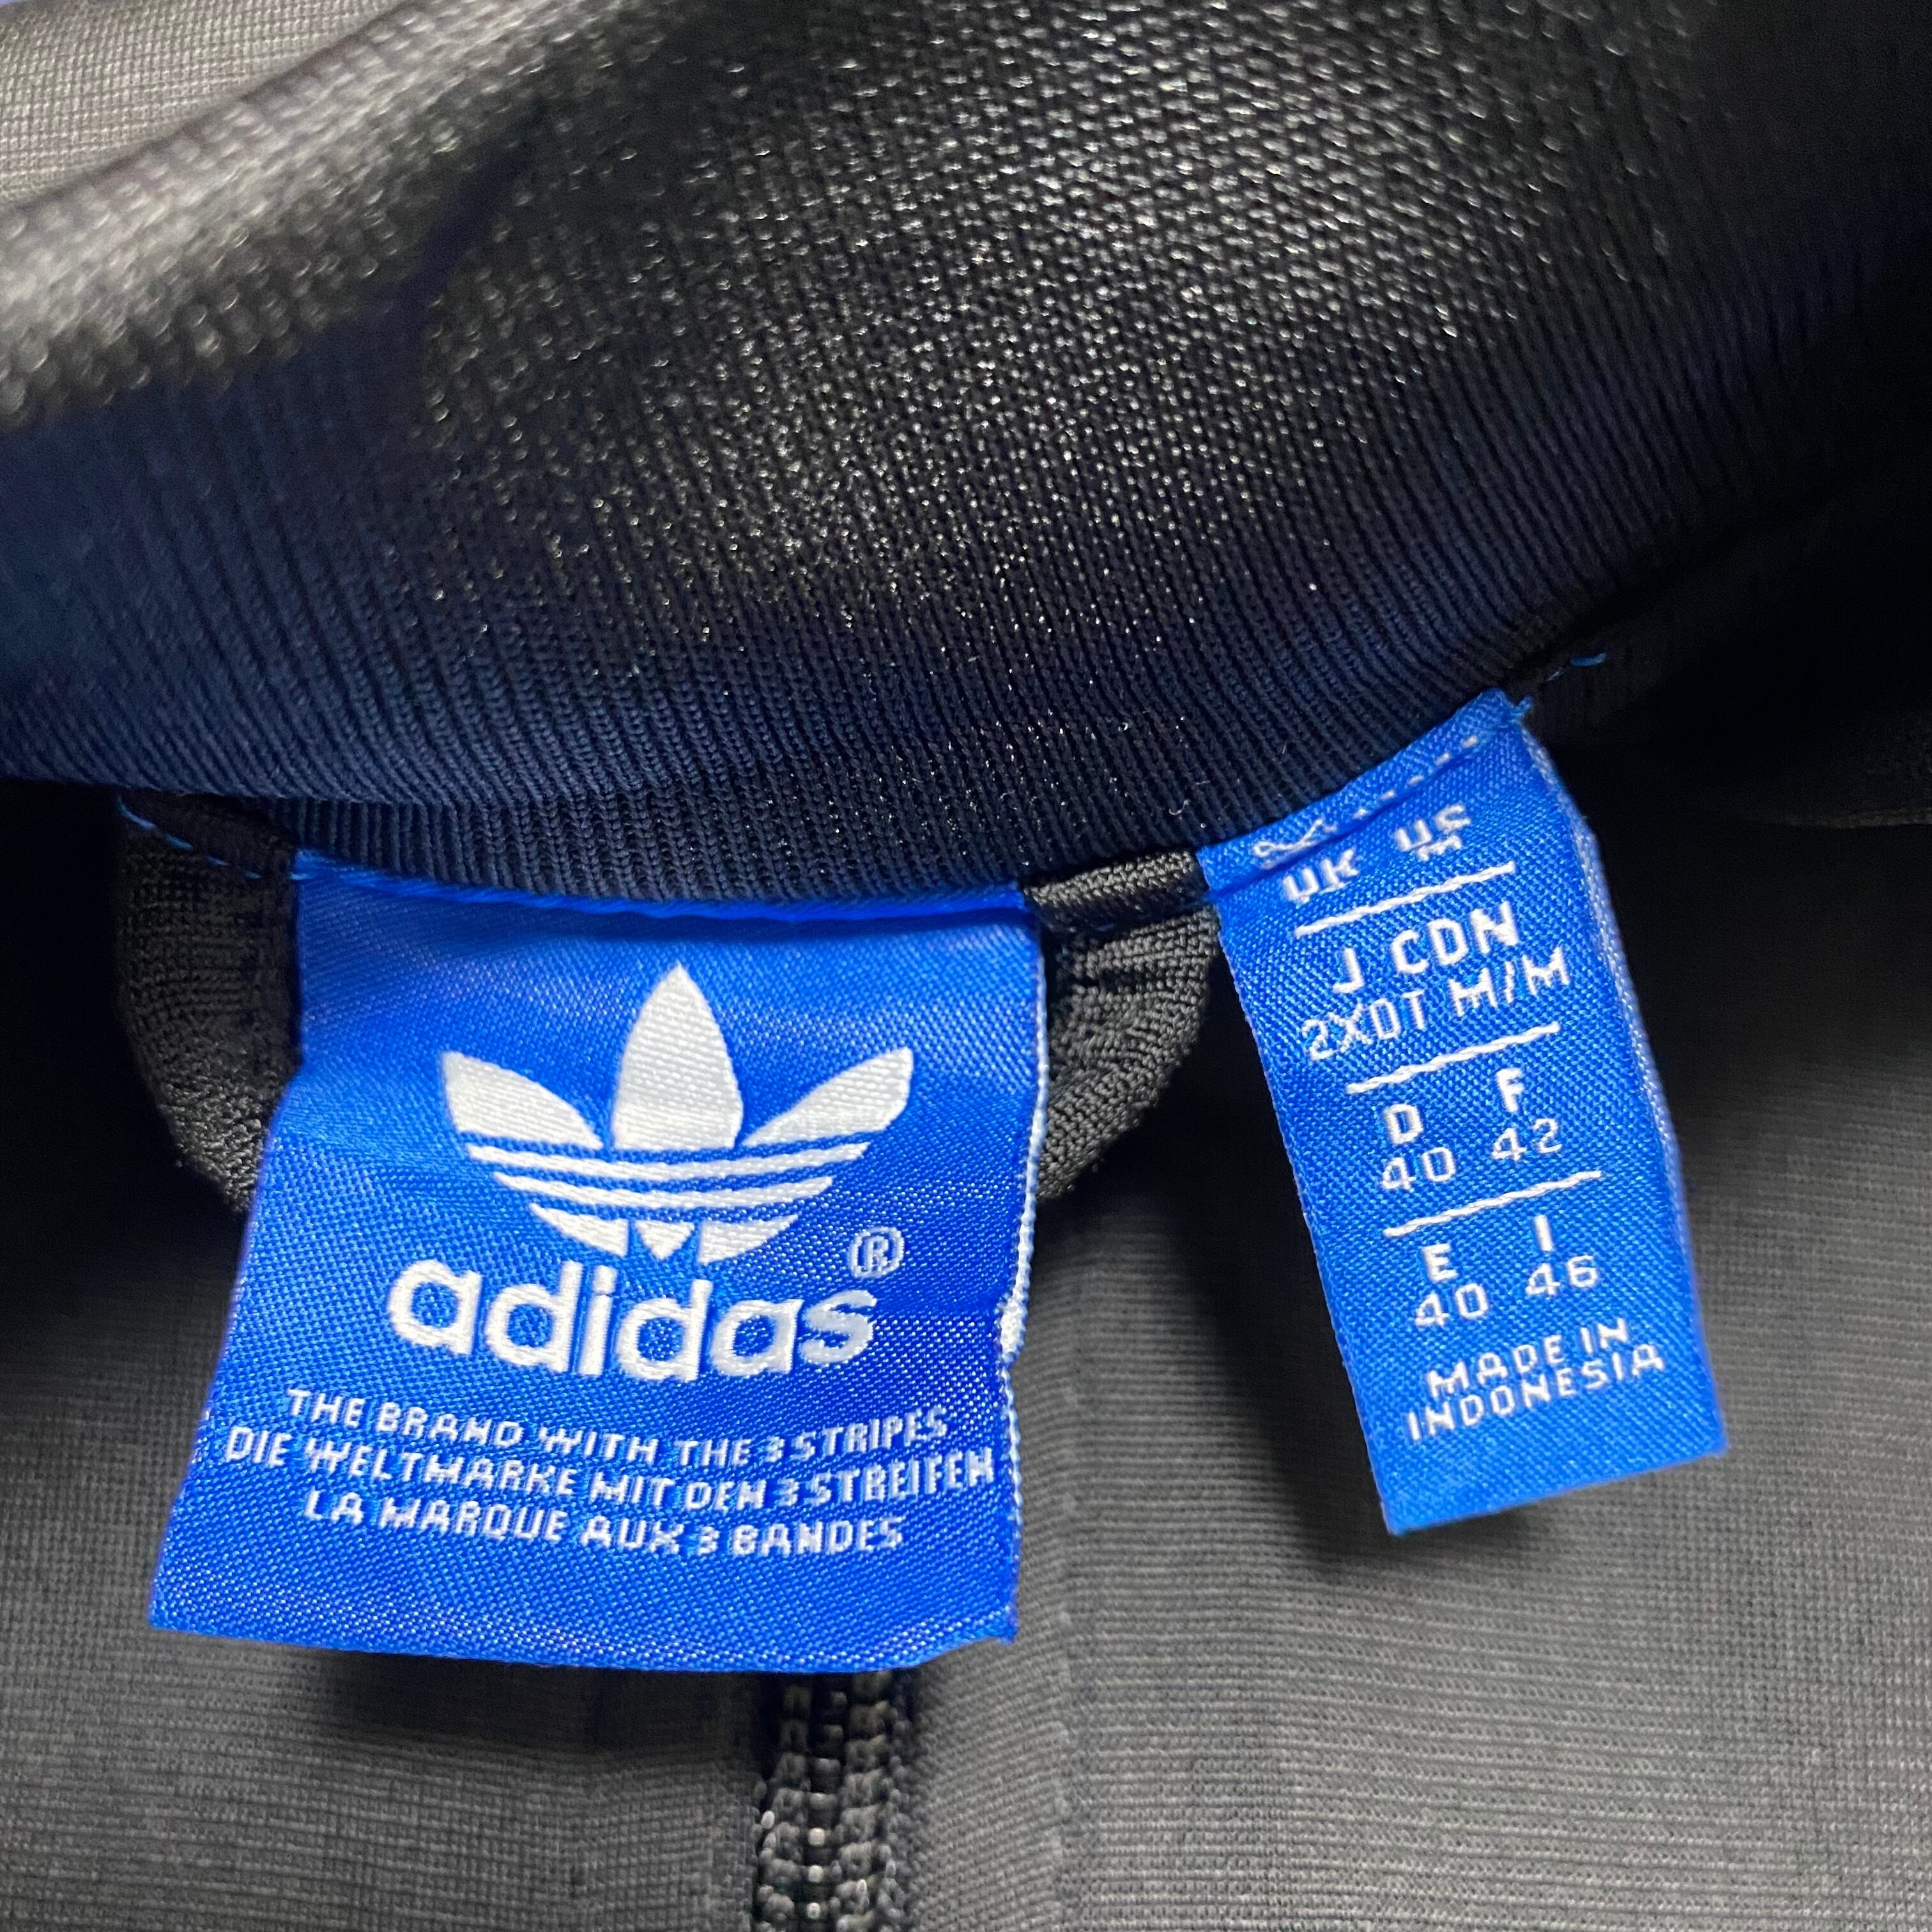 adidas®
THE BRAND WITH THE 3 STRIPES
DIE WELTMARKE MIT DEN 3 STREIFEN
LA MARQUE AUX 3 BANDES
UK US
M
J CDN
2XOT M/M
D F
40 42
E I
40 46
MADE IN
INDONESIA